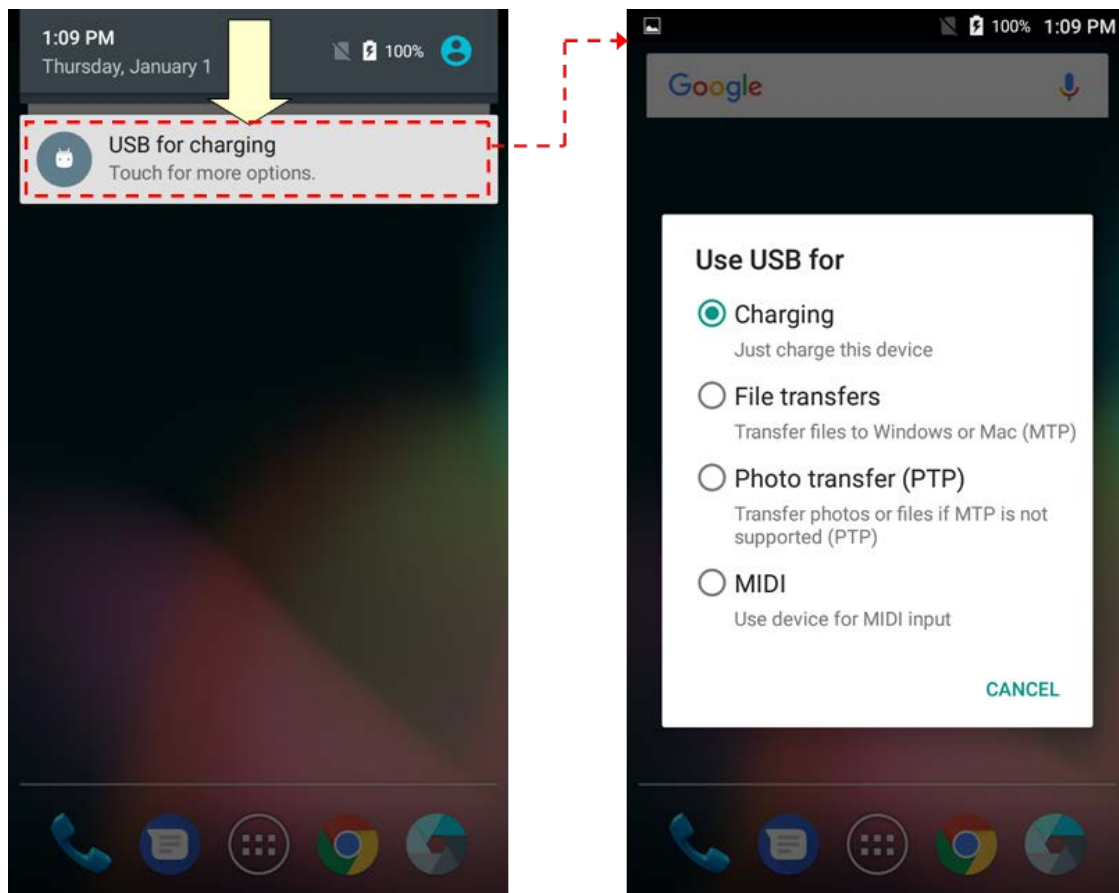 1:09 PM
Thursday, January 1
100%
USB for charging
Touch for more options.
100% 1:09 PM
Google
Use USB for
Charging
Just charge this device
File transfers
Transfer files to Windows or Mac (MTP)
Photo transfer (PTP)
Transfer photos or files if MTP is not
supported (PTP)
MIDI
Use device for MIDI input
CANCEL